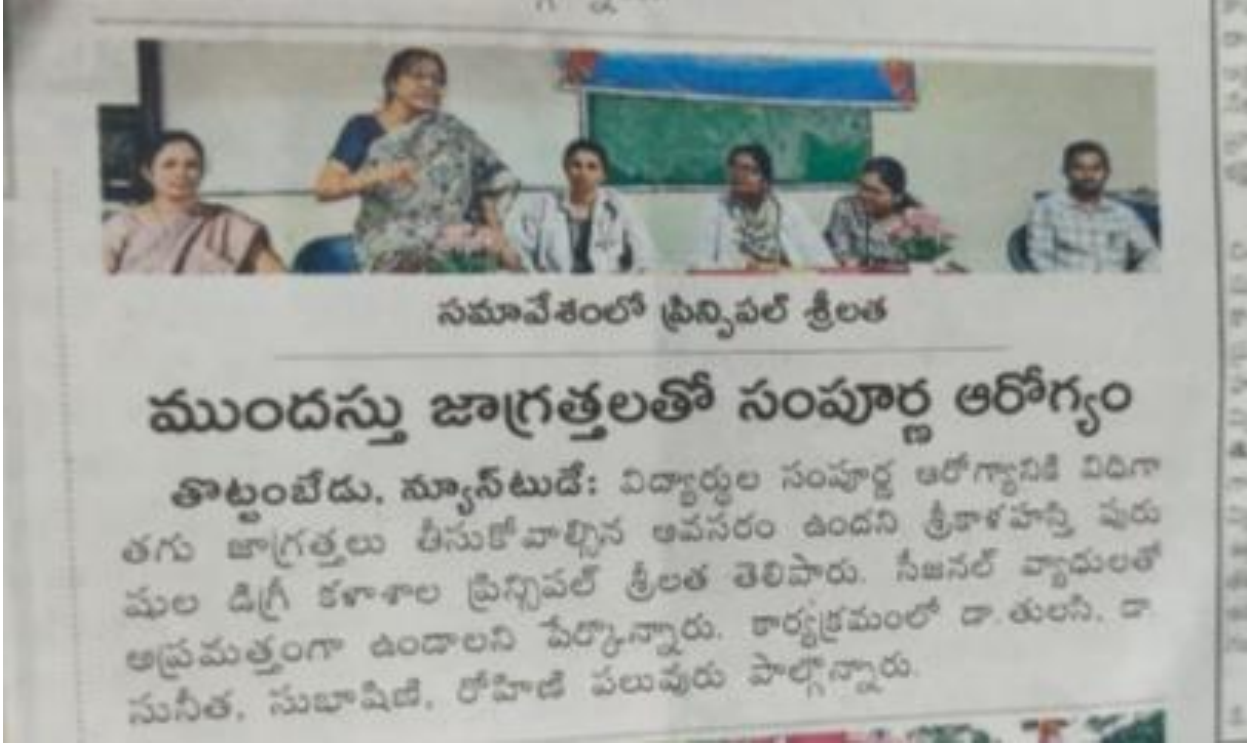 సమావేశంలో ప్రిన్సిపల్ శ్రీలత
ముందస్తు జాగ్రత్తలతో సంపూర్ణ ఆరోగ్యం
తొట్టంబేడు, న్యూస్‌టుడే: విద్యార్థుల సంపూర్ణ ఆరోగ్యానికి విధిగా
తగు జాగ్రత్తలు తీసుకోవాల్సిన అవసరం ఉందని శ్రీకాళహస్తి పురు
షుల డిగ్రీ కళాశాల ప్రిన్సిపల్ శ్రీలత తెలిపారు. సీజనల్ వ్యాధులతో
అప్రమత్తంగా ఉండాలని పేర్కొన్నారు. కార్యక్రమంలో డా.తులసి, డా.
సునీత, సుభాషిణి, రోహిణి పలువురు పాల్గొన్నారు.